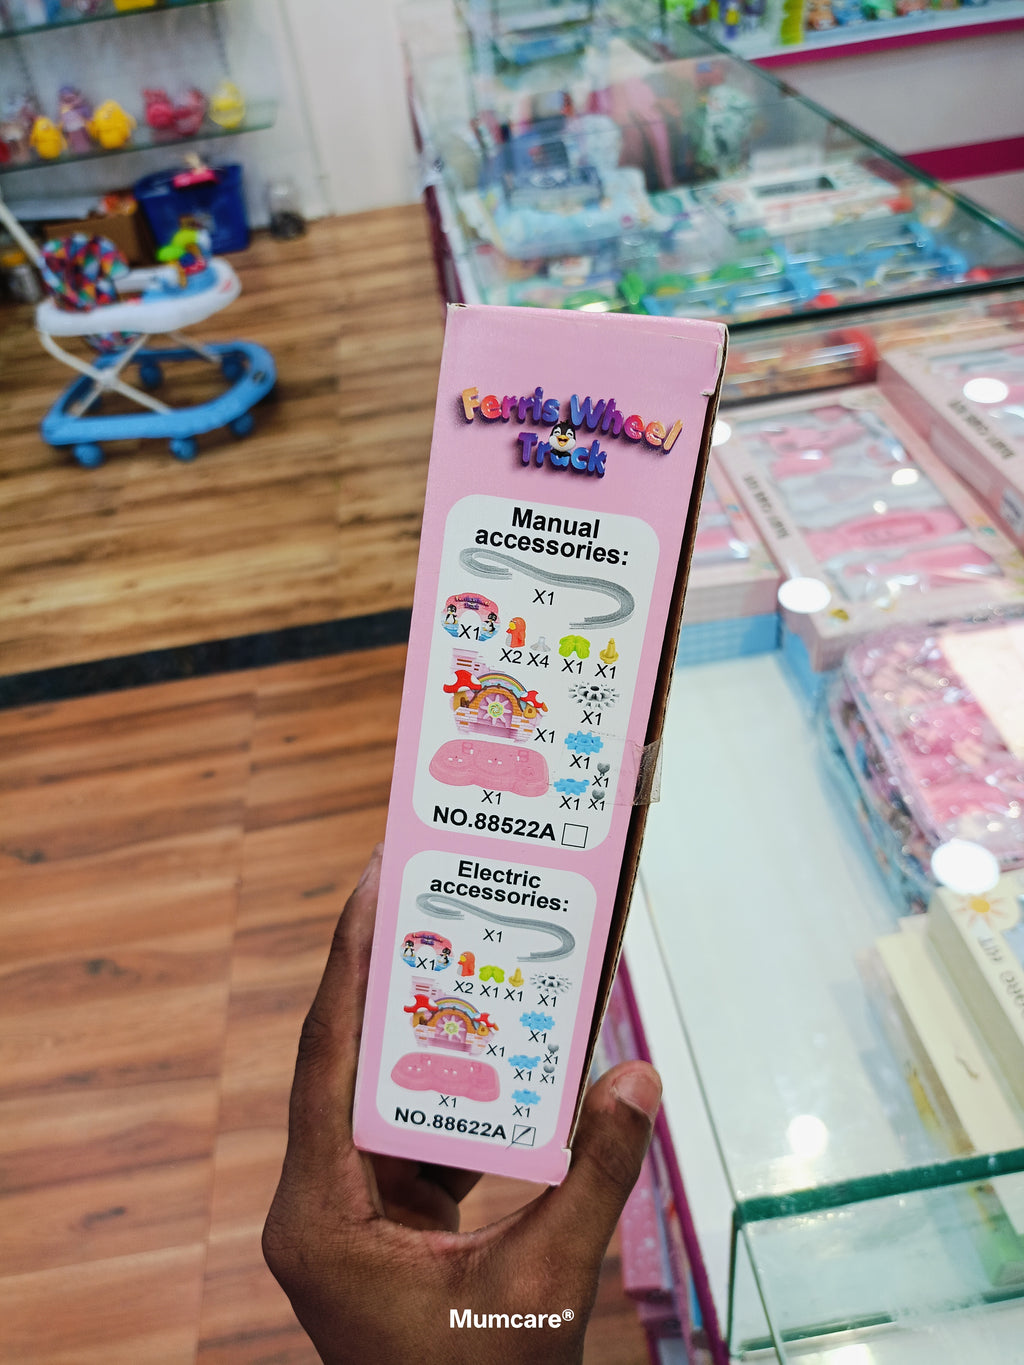 Ferris Wheel
Track
Manual
accessories:
X1
X1
X2 X4 X1 X1
X1
X1
X1
X1
X1
X1 X1
NO.88522A
Electric
accessories:
X1
X1
X2 X1 X1 X1
X1
X1
X1
X1 X1
X1
X1
NO.88622A
Mumcare®